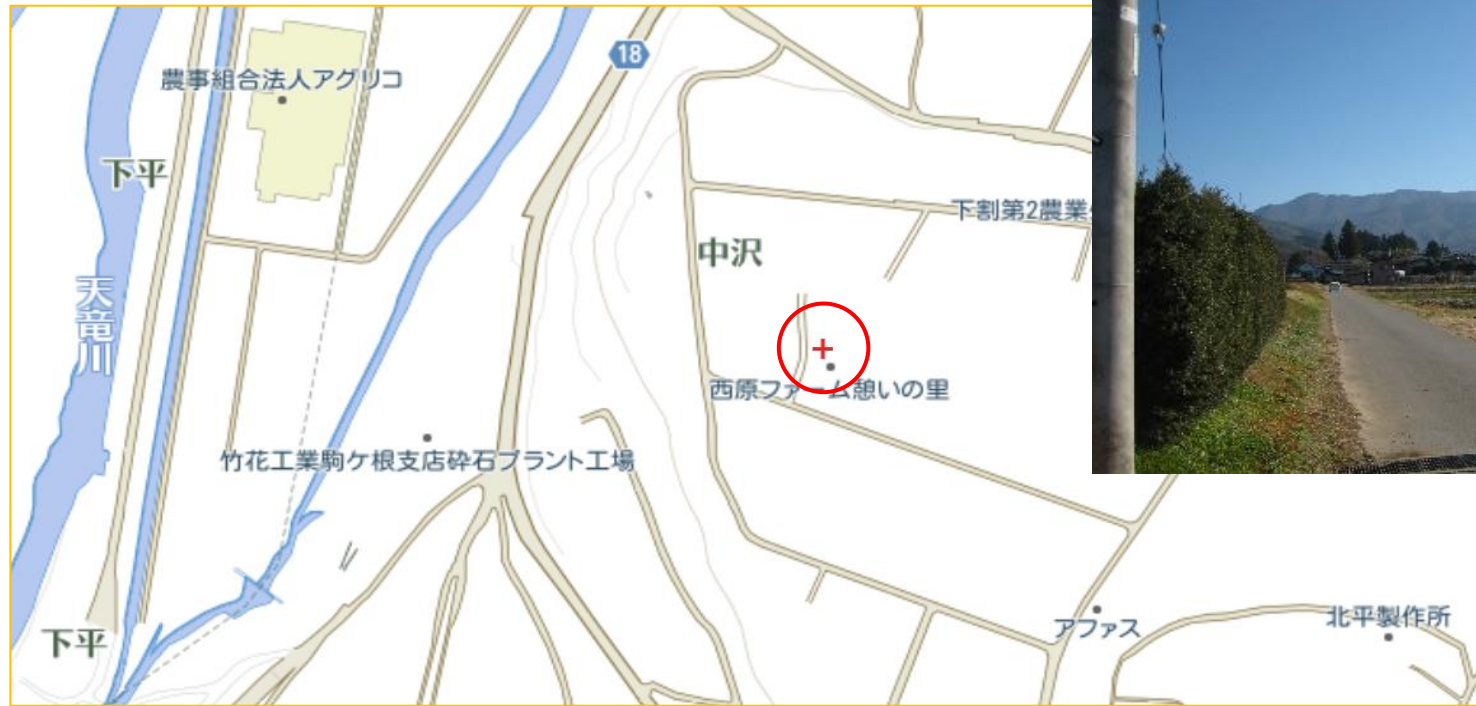 18
農事組合法人アグリコ
下平
下割第2農業
中沢
天竜川
西原ファーム憩いの里
竹花工業駒ケ根支店砕石プラント工場
アファス
北平製作所
下平